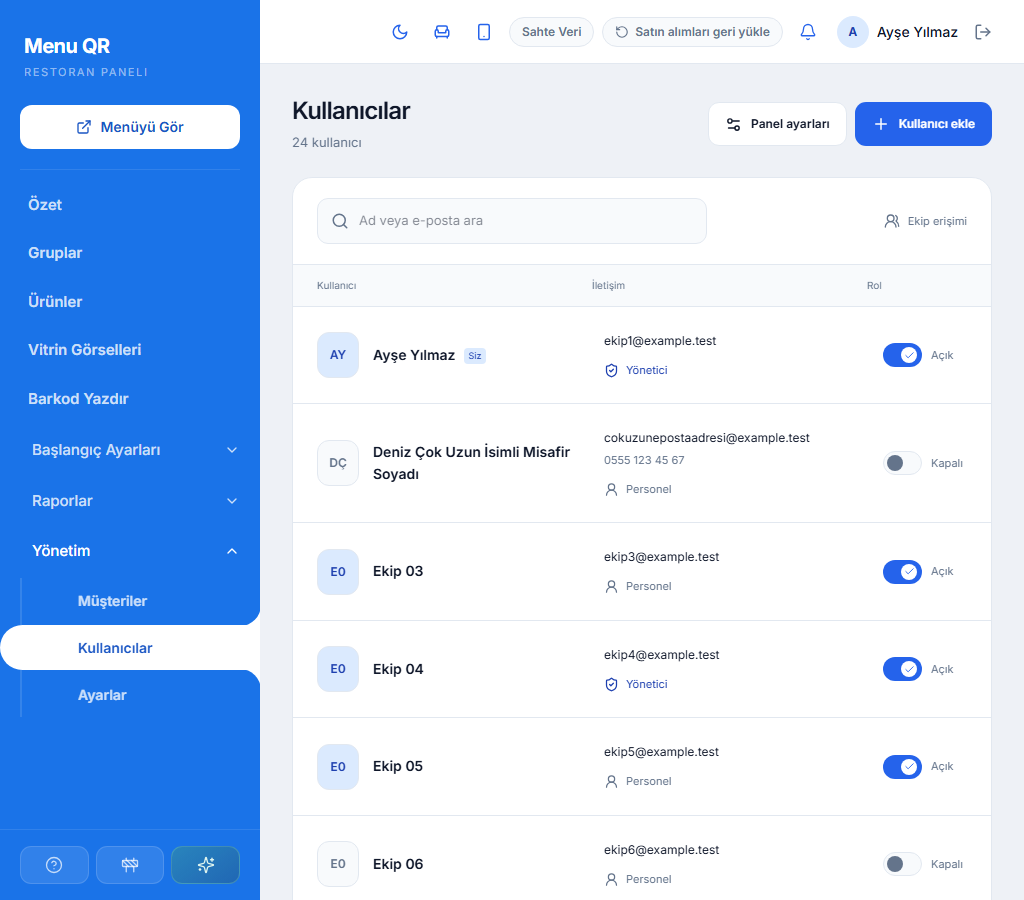 Menu QR
RESTORAN PANELİ
Menüyü Gör
Özet
Gruplar
Ürünler
Vitrin Görselleri
Barkod Yazdır
Başlangıç Ayarları
Raporlar
Yönetim
Müşteriler
Kullanıcılar
Ayarlar
Sahte Veri
Satın alımları geri yükle
A
Ayşe Yılmaz
Kullanıcılar
24 kullanıcı
Panel ayarları
Kullanıcı ekle
Ad veya e-posta ara
Ekip erişimi
Kullanıcı İletişim Rol
AY
Ayşe Yılmaz Siz
ekip1@example.test
Yönetici
Açık
DÇ
Deniz Çok Uzun İsimli Misafir
Soyadı
cokuzunepostaadresi@example.test
0555 123 45 67
Personel
Kapalı
E0
Ekip 03
ekip3@example.test
Personel
Açık
E0
Ekip 04
ekip4@example.test
Yönetici
Açık
E0
Ekip 05
ekip5@example.test
Personel
Açık
E0
Ekip 06
ekip6@example.test
Personel
Kapalı